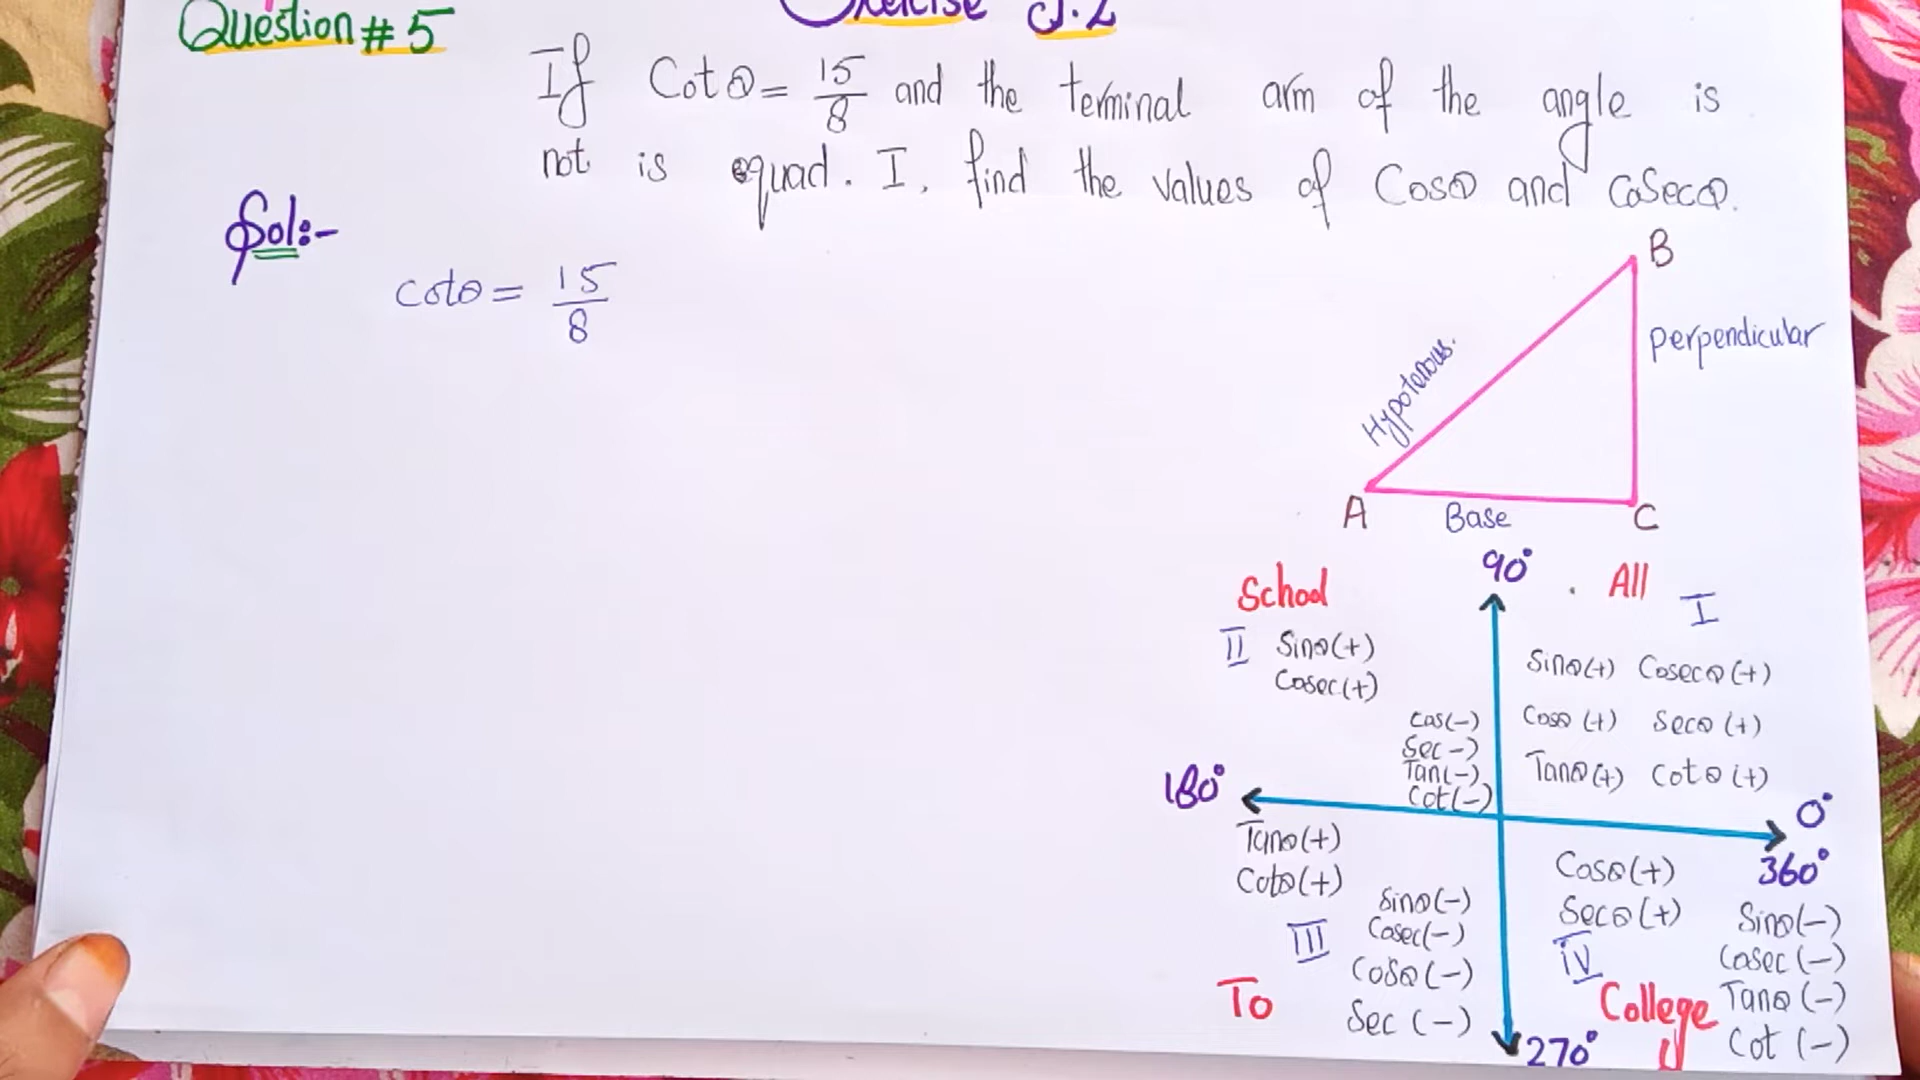 Question # 5
Exercise
If Cotθ = 15/8 and the terminal arm of the angle is
not is quad. I, find the values of Cosθ and Cosecθ.
Sol:-
cotθ = 15/8
B
Perpendicular
Hypotenous.
A
Base
C
90°
School
All
I
II
Sinθ(+)
Cosec(+)
Cas(-)
Sec -)
Tan(-)
Cot(-)
Sinθ(+) Cosecθ(+)
Cosθ (+) Secθ (+)
Tanθ(+) Cotθ(+)
180°
0°
360°
Tanθ(+)
Cotθ(+)
Sinθ(-)
Cosec(-)
Cosθ(-)
Sec (-)
III
To
Cosθ(+)
Secθ(+)
IV
College
Sinθ(-)
Cosec(-)
Tanθ(-)
Cot (-)
270°